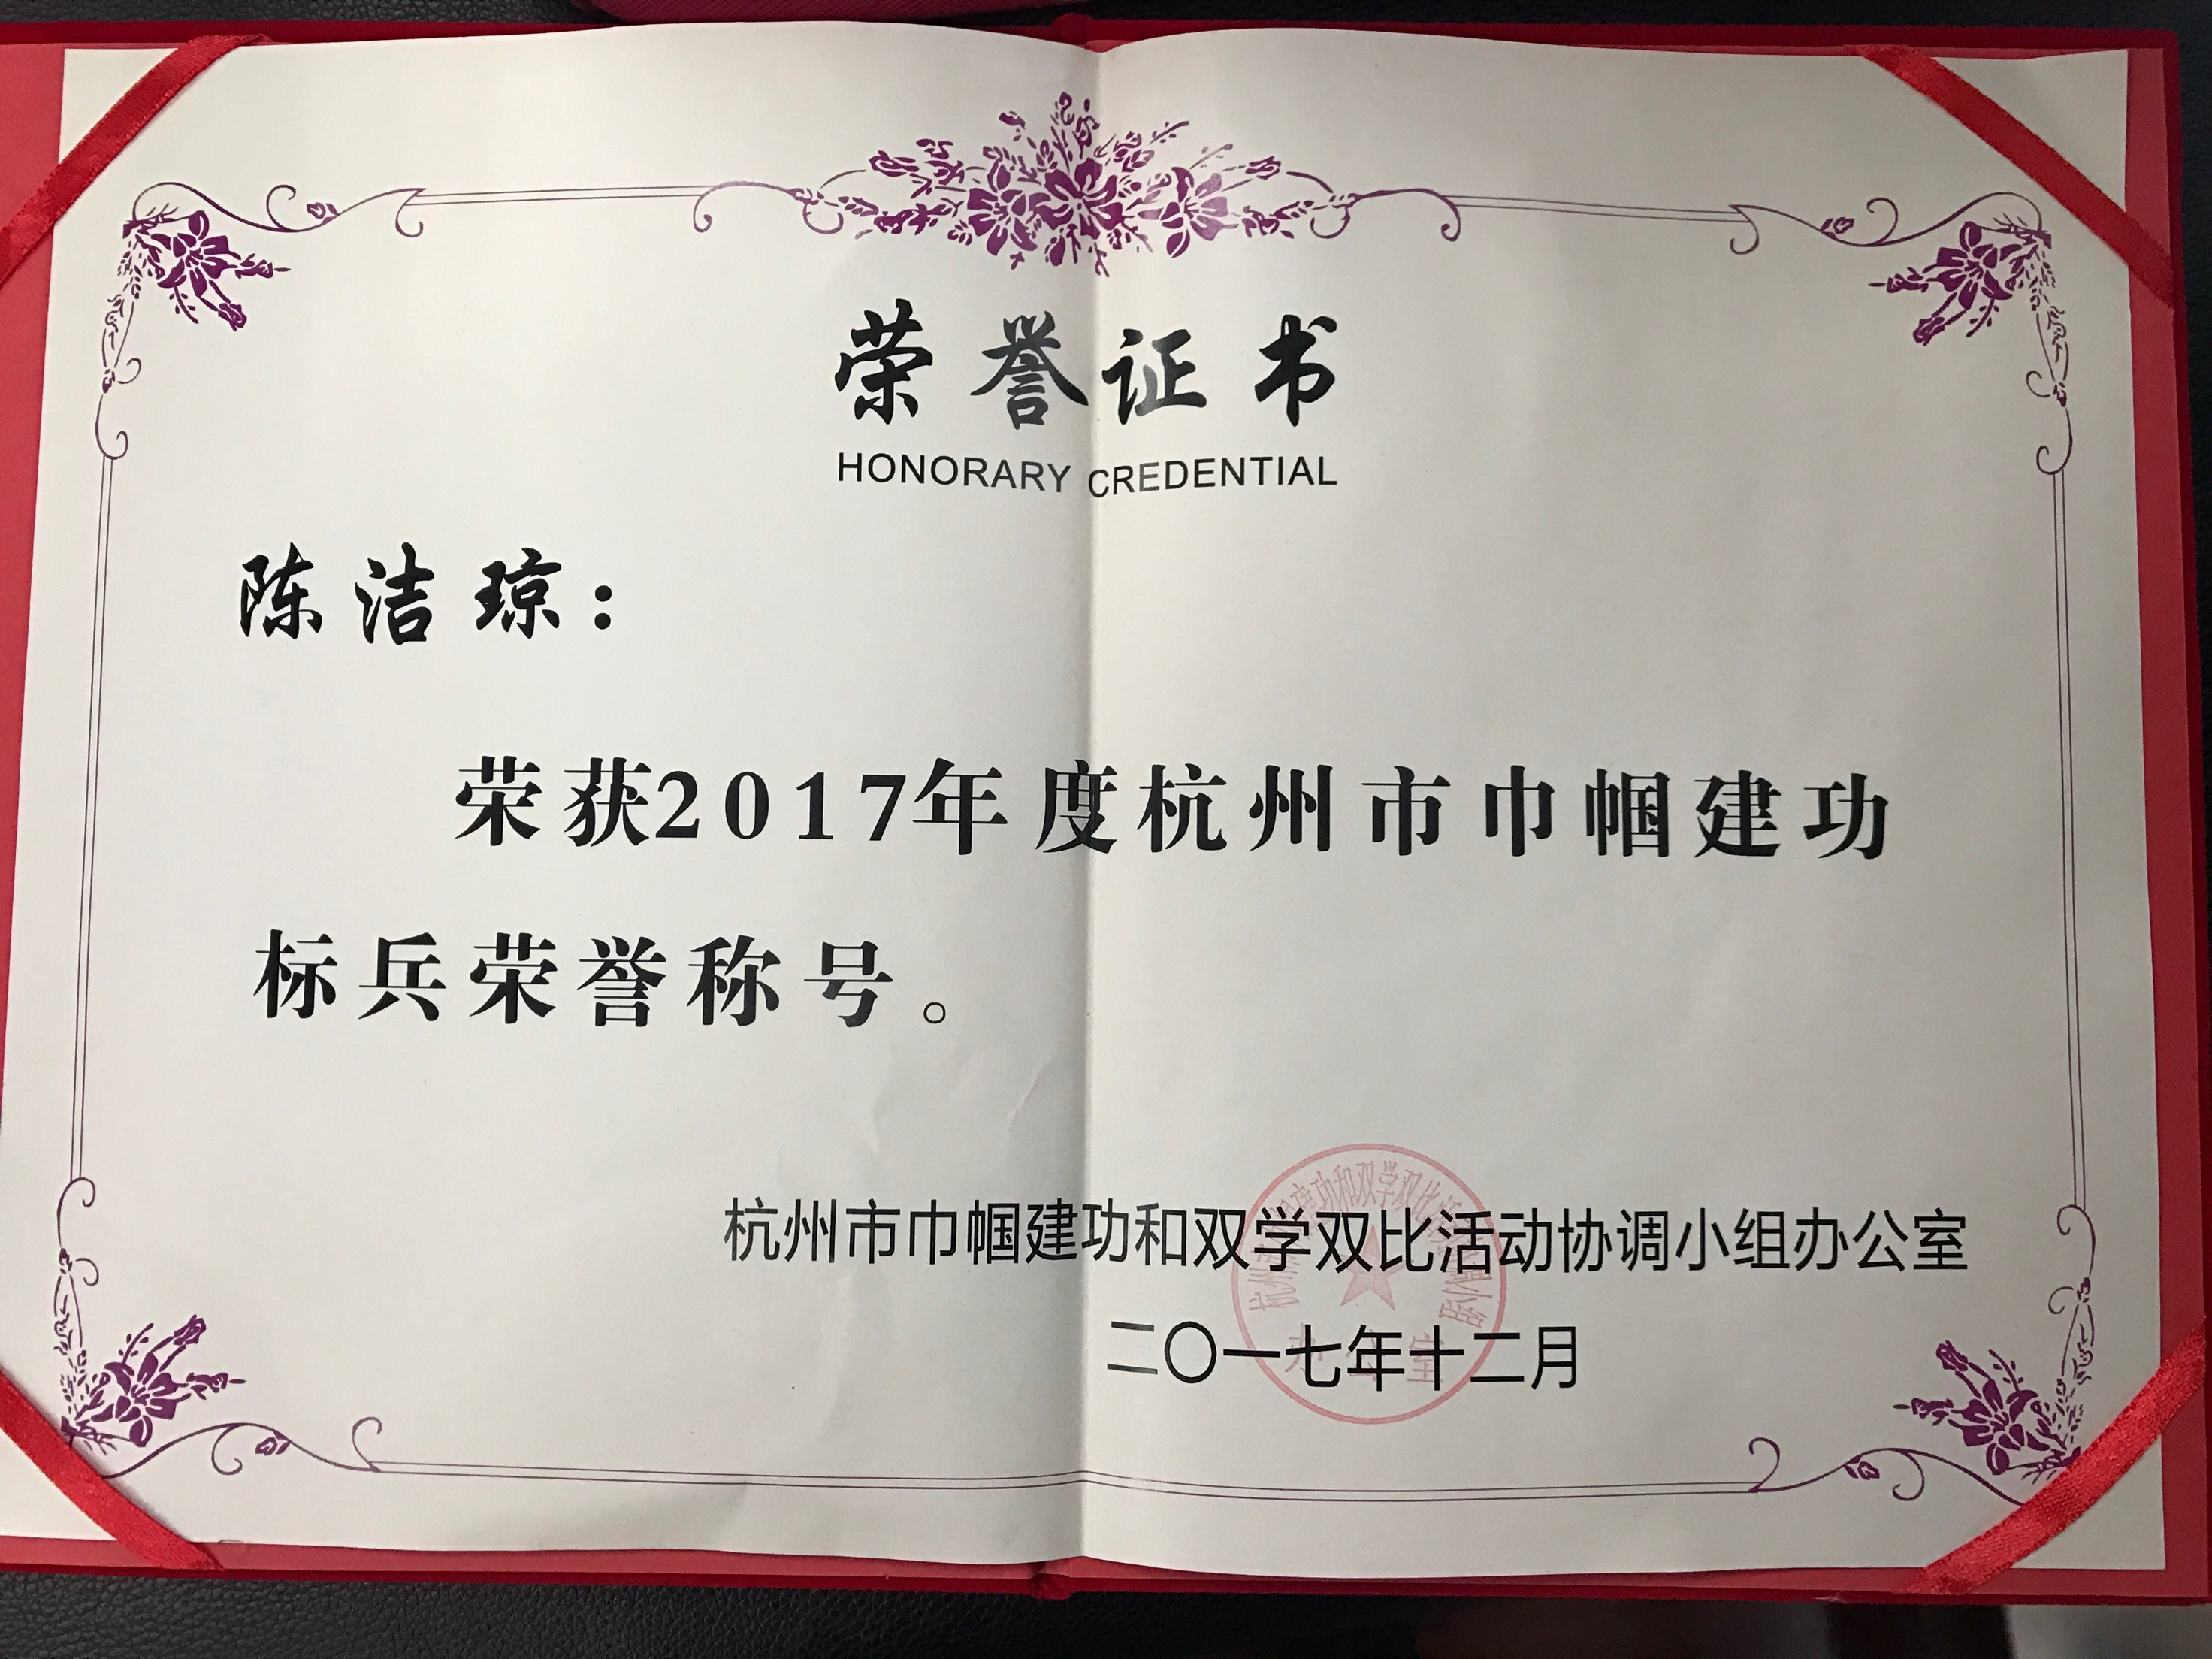 荣誉证书
HONORARY CREDENTIAL
陈洁琼：
荣获2017年度杭州市巾帼建功
标兵荣誉称号。
杭州市巾帼建功和双学双比活动协调小组办公室
二〇一七年十二月